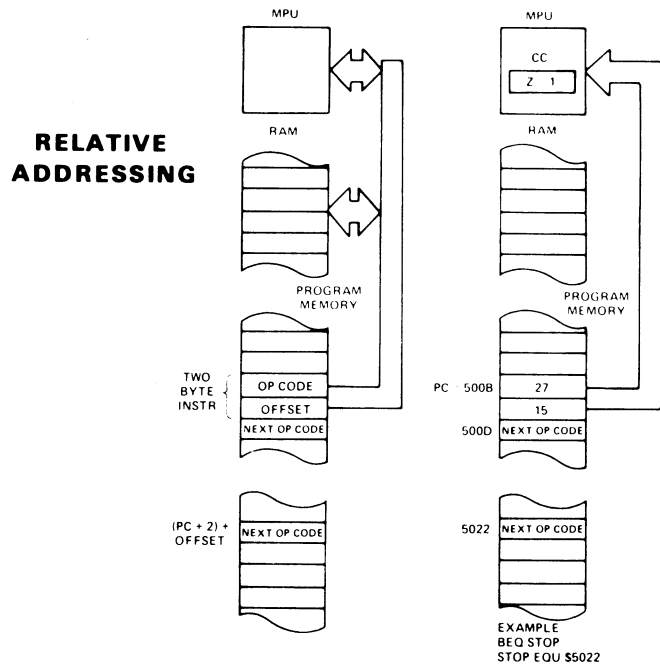 RELATIVE
ADDRESSING
MPU
RAM
PROGRAM
MEMORY
TWO
BYTE
INSTR
OP CODE
OFFSET
NEXT OP CODE
(PC + 2) +
OFFSET
NEXT OP CODE
MPU
CC
Z 1
RAM
PROGRAM
MEMORY
PC 500B
27
15
500D
NEXT OP CODE
5022
NEXT OP CODE
EXAMPLE
BEQ STOP
STOP EQU $5022